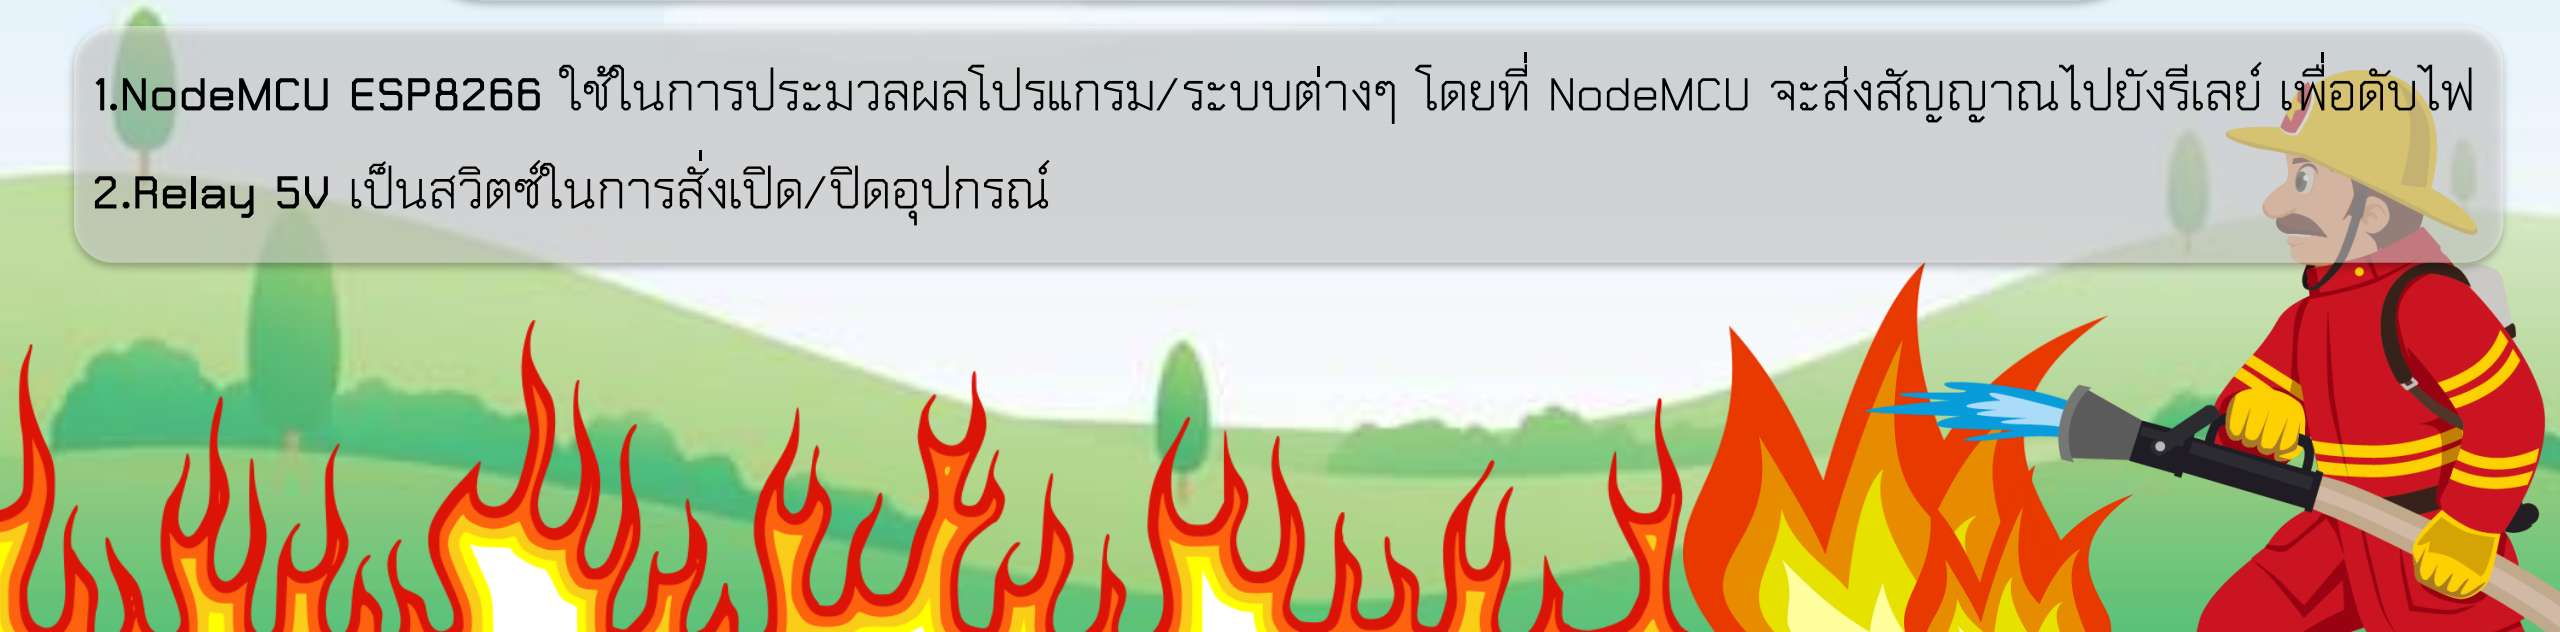 1.NodeMCU ESP8266 ใช้ในการประมวลผลโปรแกรม/ระบบต่างๆ โดยที่ NodeMCU จะส่งสัญญาณไปยังรีเลย์ เพื่อดับไฟ
2.Relay 5V เป็นสวิตซ์ในการสั่งเปิด/ปิดอุปกรณ์